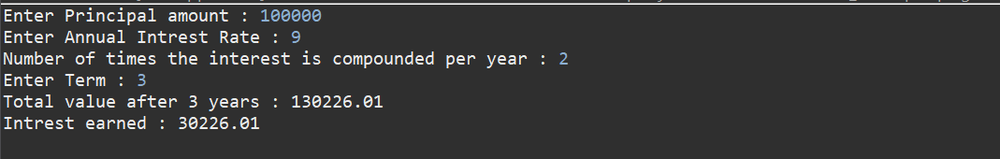 Enter Principal amount : 100000
Enter Annual Intrest Rate : 9
Number of times the interest is compounded per year : 2
Enter Term : 3
Total value after 3 years : 130226.01
Intrest earned : 30226.01